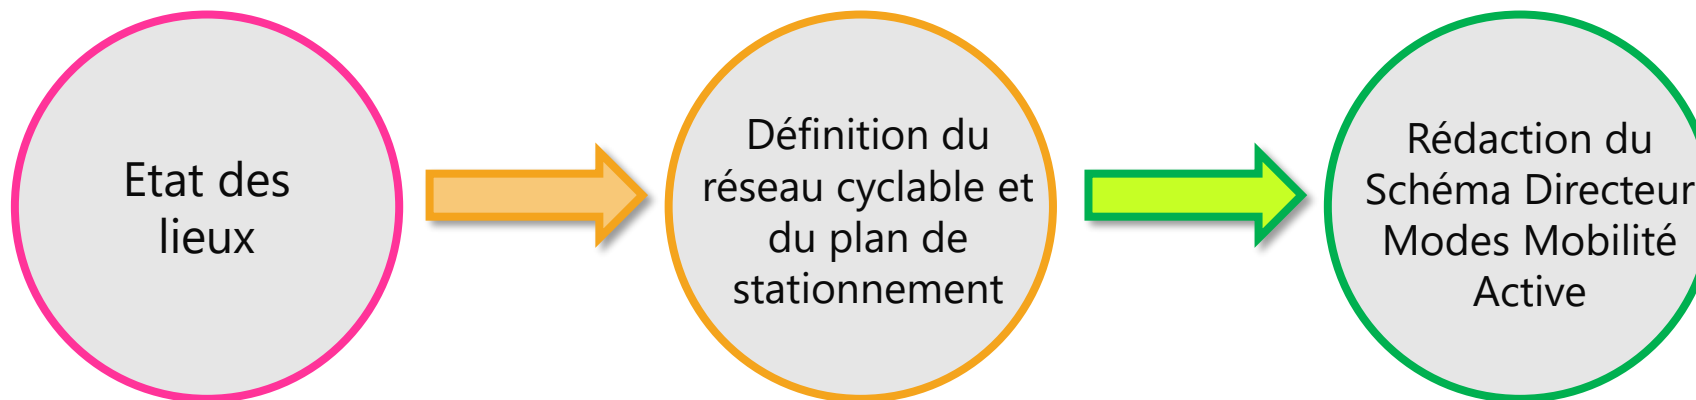 Etat des
lieux
Définition du
réseau cyclable et
du plan de
stationnement
Rédaction du
Schéma Directeur
Modes Mobilité
Active